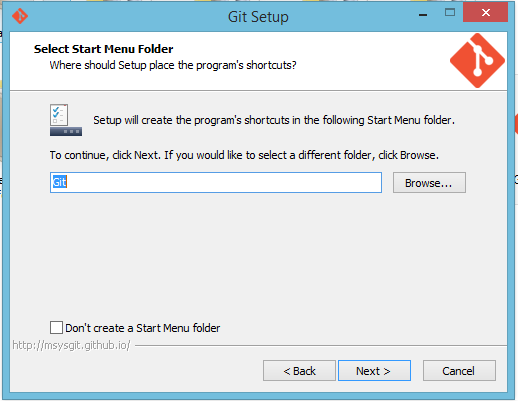 Git Setup
Select Start Menu Folder
Where should Setup place the program's shortcuts?
Setup will create the program's shortcuts in the following Start Menu folder.
To continue, click Next. If you would like to select a different folder, click Browse.
Git
Browse...
Don't create a Start Menu folder
http://msysgit.github.io/
< Back
Next >
Cancel